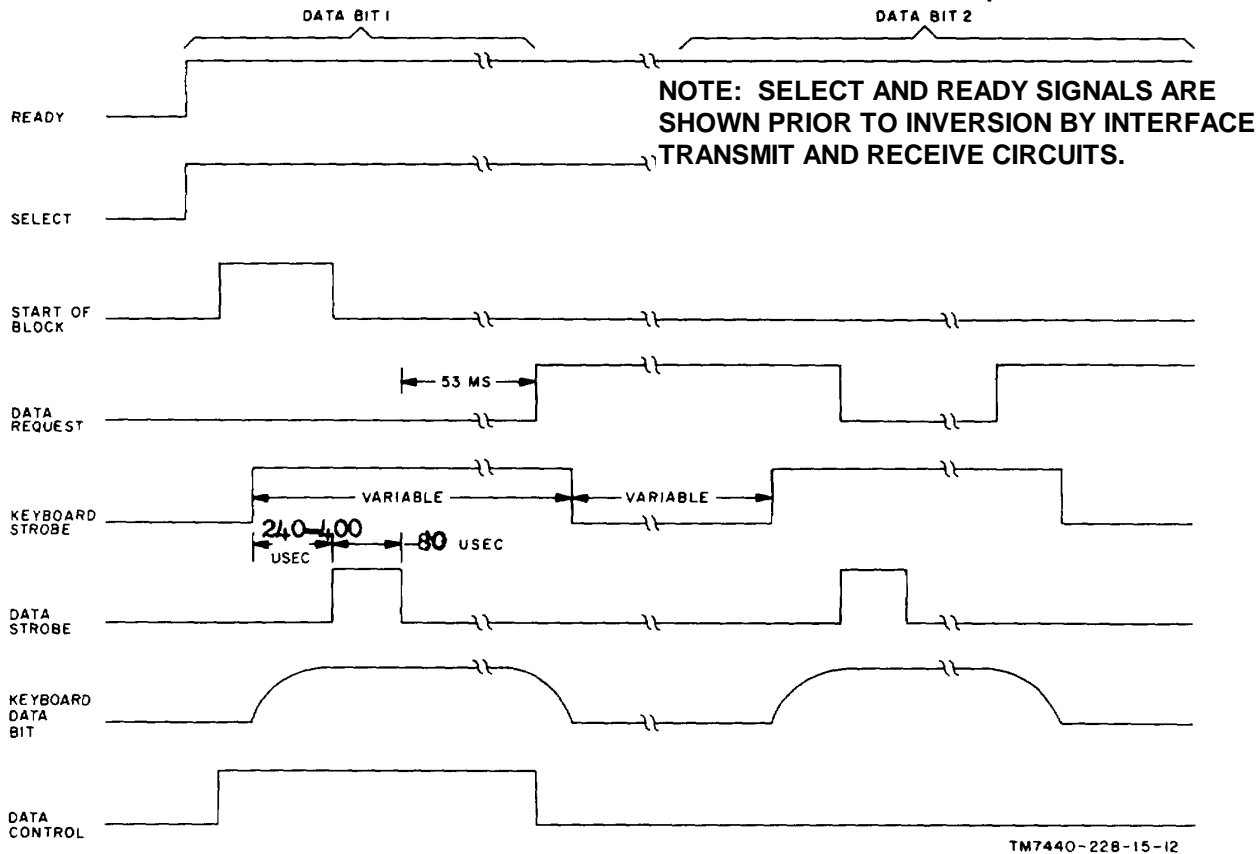 DATA BIT 1
DATA BIT 2
READY
NOTE: SELECT AND READY SIGNALS ARE
SHOWN PRIOR TO INVERSION BY INTERFACE
TRANSMIT AND RECEIVE CIRCUITS.
SELECT
START OF
BLOCK
53 MS
DATA
REQUEST
VARIABLE
VARIABLE
KEYBOARD
STROBE
240-400
USEC
80 USEC
DATA
STROBE
KEYBOARD
DATA
BIT
DATA
CONTROL
TM7440-228-15-12